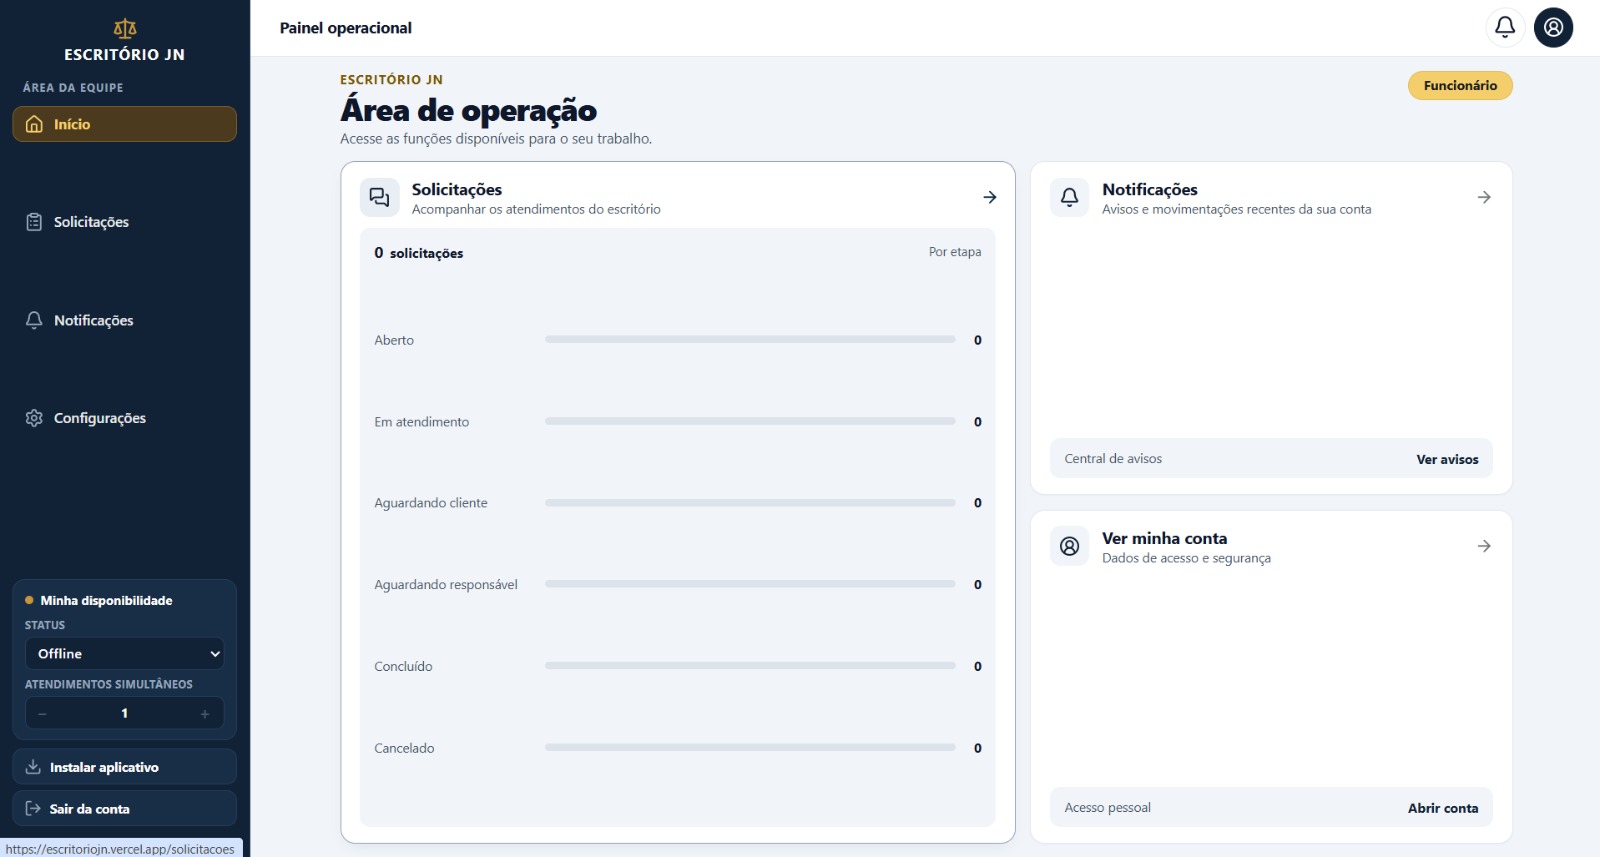 ESCRITÓRIO JN
ÁREA DA EQUIPE
Início
Solicitações
Notificações
Configurações
Minha disponibilidade
STATUS
Offline
ATENDIMENTOS SIMULTÂNEOS
− 1 +
Instalar aplicativo
Sair da conta
https://escritoriojn.vercel.app/solicitacoes
Painel operacional
ESCRITÓRIO JN
Área de operação
Acesse as funções disponíveis para o seu trabalho.
Funcionário
Solicitações
Acompanhar os atendimentos do escritório
0 solicitações Por etapa
Aberto 0
Em atendimento 0
Aguardando cliente 0
Aguardando responsável 0
Concluído 0
Cancelado 0
Notificações
Avisos e movimentações recentes da sua conta
Central de avisos Ver avisos
Ver minha conta
Dados de acesso e segurança
Acesso pessoal Abrir conta